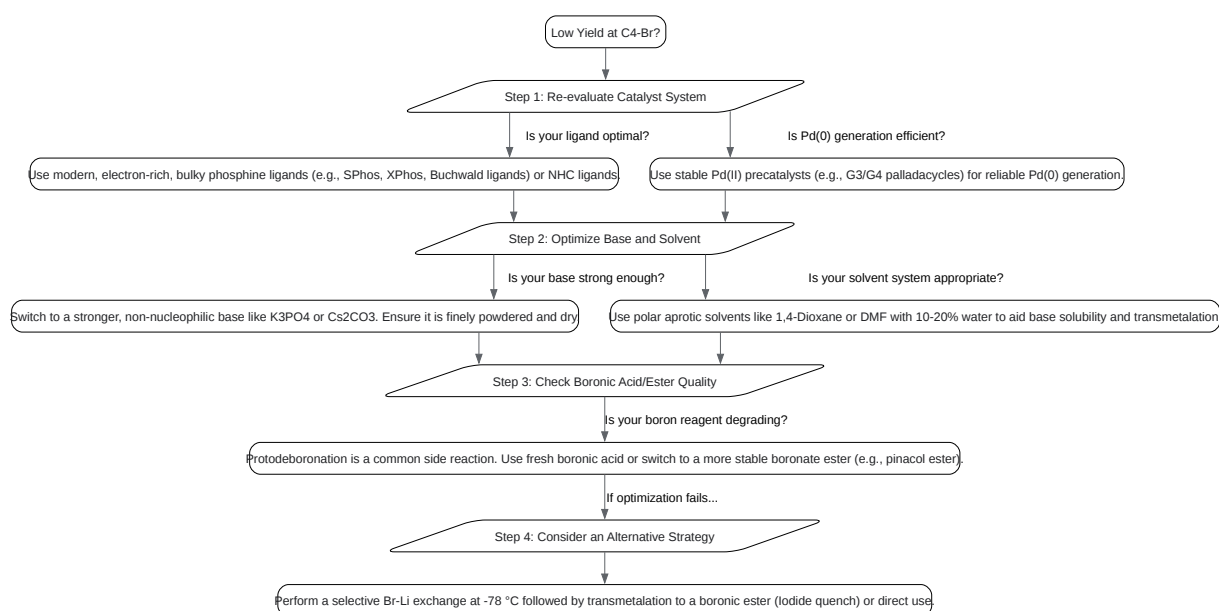 Low Yield at C4-Br?
Step 1: Re-evaluate Catalyst System
Is your ligand optimal?
Is Pd(0) generation efficient?
Use modern, electron-rich, bulky phosphine ligands (e.g., SPhos, XPhos, Buchwald ligands) or NHC ligands.
Use stable Pd(II) precatalysts (e.g., G3/G4 palladacycles) for reliable Pd(0) generation.
Step 2: Optimize Base and Solvent
Is your base strong enough?
Is your solvent system appropriate?
Switch to a stronger, non-nucleophilic base like K3PO4 or Cs2CO3. Ensure it is finely powdered and dry.
Use polar aprotic solvents like 1,4-Dioxane or DMF with 10-20% water to aid base solubility and transmetalation
Step 3: Check Boronic Acid/Ester Quality
Is your boron reagent degrading?
Protodeboronation is a common side reaction. Use fresh boronic acid or switch to a more stable boronate ester (e.g., pinacol ester).
If optimization fails...
Step 4: Consider an Alternative Strategy
Perform a selective Br-Li exchange at -78 °C followed by transmetalation to a boronic ester (Iodide quench) or direct use.